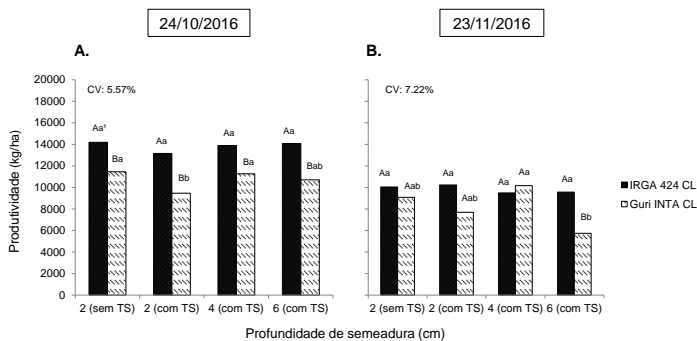 24/10/2016
23/11/2016
A.
B.
Produtividade (kg/ha)
20000
18000
16000
14000
12000
10000
8000
6000
4000
2000
0
CV: 5.57%
Aa¹
Ba
Aa
Bb
Aa
Ba
Aa
Bab
2 (sem TS) 2 (com TS) 4 (com TS) 6 (com TS)
CV: 7.22%
Aa
Aab
Aa
Aab
Aa
Aa
Aa
Bb
2 (sem TS) 2 (com TS) 4 (com TS) 6 (com TS)
IRGA 424 CL
Guri INTA CL
Profundidade de semeadura (cm)